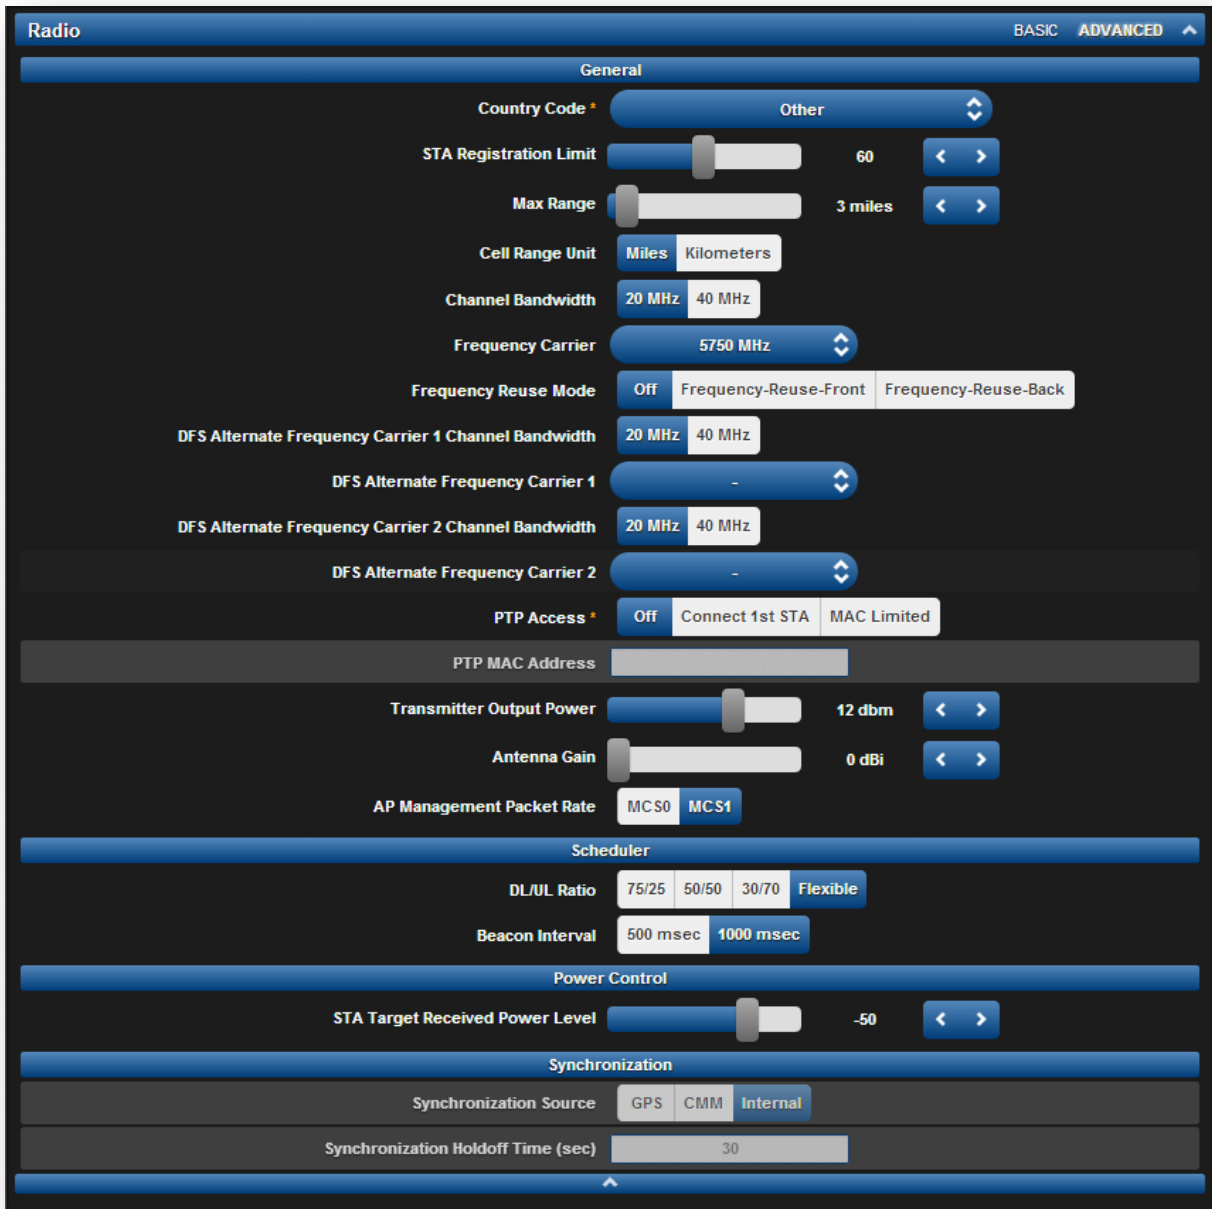 Radio BASIC ADVANCED
General
Country Code * Other
STA Registration Limit 60
Max Range 3 miles
Cell Range Unit Miles Kilometers
Channel Bandwidth 20 MHz 40 MHz
Frequency Carrier 5750 MHz
Frequency Reuse Mode Off Frequency-Reuse-Front Frequency-Reuse-Back
DFS Alternate Frequency Carrier 1 Channel Bandwidth 20 MHz 40 MHz
DFS Alternate Frequency Carrier 1 -
DFS Alternate Frequency Carrier 2 Channel Bandwidth 20 MHz 40 MHz
DFS Alternate Frequency Carrier 2 -
PTP Access * Off Connect 1st STA MAC Limited
PTP MAC Address
Transmitter Output Power 12 dbm
Antenna Gain 0 dBi
AP Management Packet Rate MCS0 MCS1
Scheduler
DL/UL Ratio 75/25 50/50 30/70 Flexible
Beacon Interval 500 msec 1000 msec
Power Control
STA Target Received Power Level -50
Synchronization
Synchronization Source GPS CMM Internal
Synchronization Holdoff Time (sec) 30